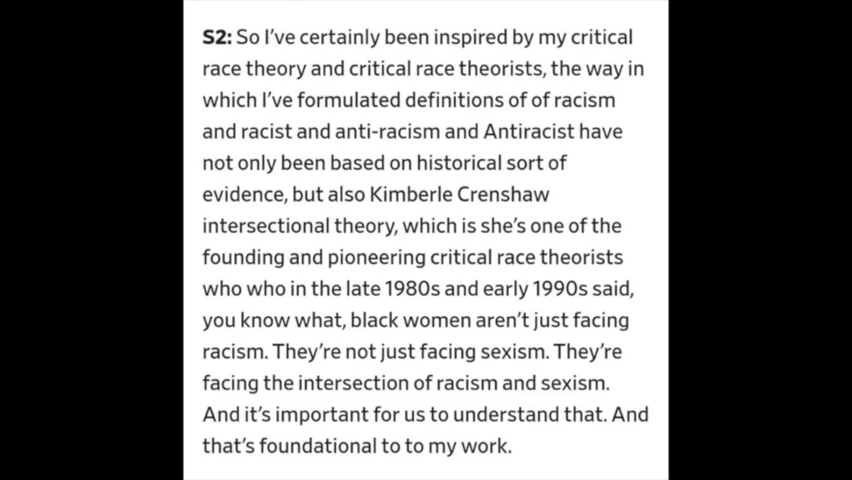 S2: So I've certainly been inspired by my critical
race theory and critical race theorists, the way in
which I've formulated definitions of of racism
and racist and anti-racism and Antiracist have
not only been based on historical sort of
evidence, but also Kimberle Crenshaw
intersectional theory, which is she's one of the
founding and pioneering critical race theorists
who who in the late 1980s and early 1990s said,
you know what, black women aren't just facing
racism. They're not just facing sexism. They're
facing the intersection of racism and sexism.
And it's important for us to understand that. And
that's foundational to to my work.